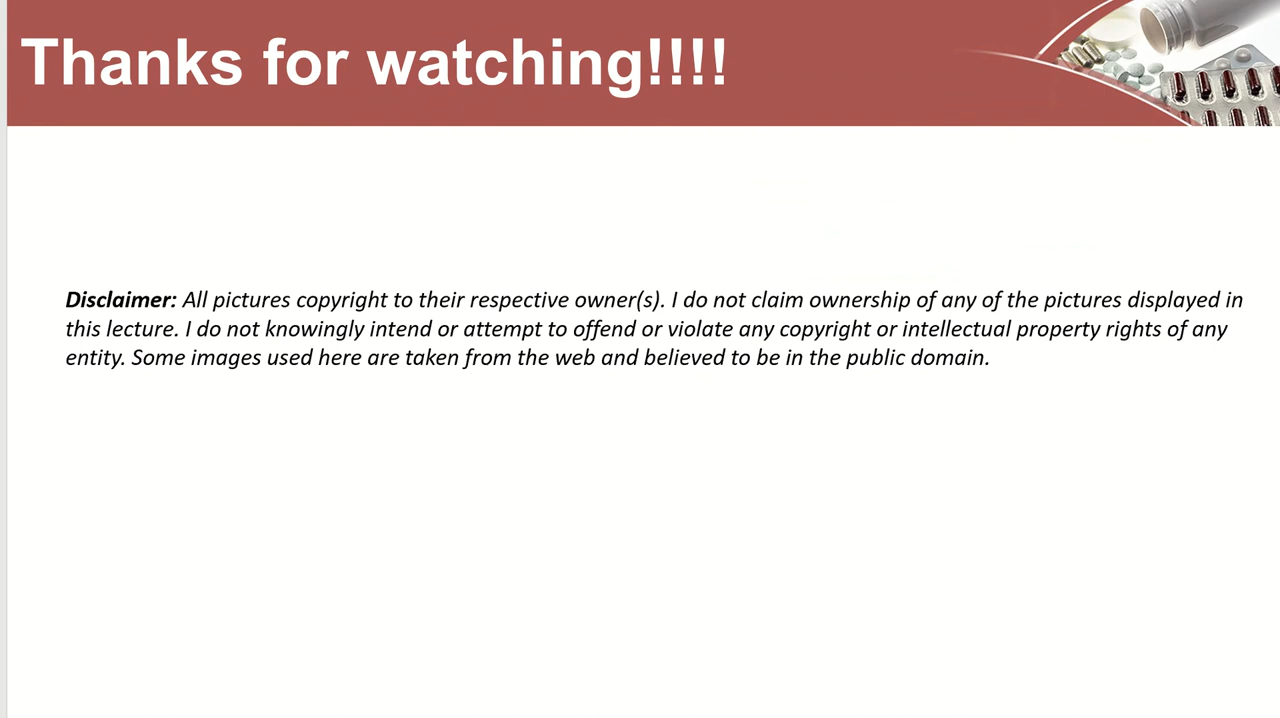 Thanks for watching!!!!
Disclaimer: All pictures copyright to their respective owner(s). I do not claim ownership of any of the pictures displayed in
this lecture. I do not knowingly intend or attempt to offend or violate any copyright or intellectual property rights of any
entity. Some images used here are taken from the web and believed to be in the public domain.